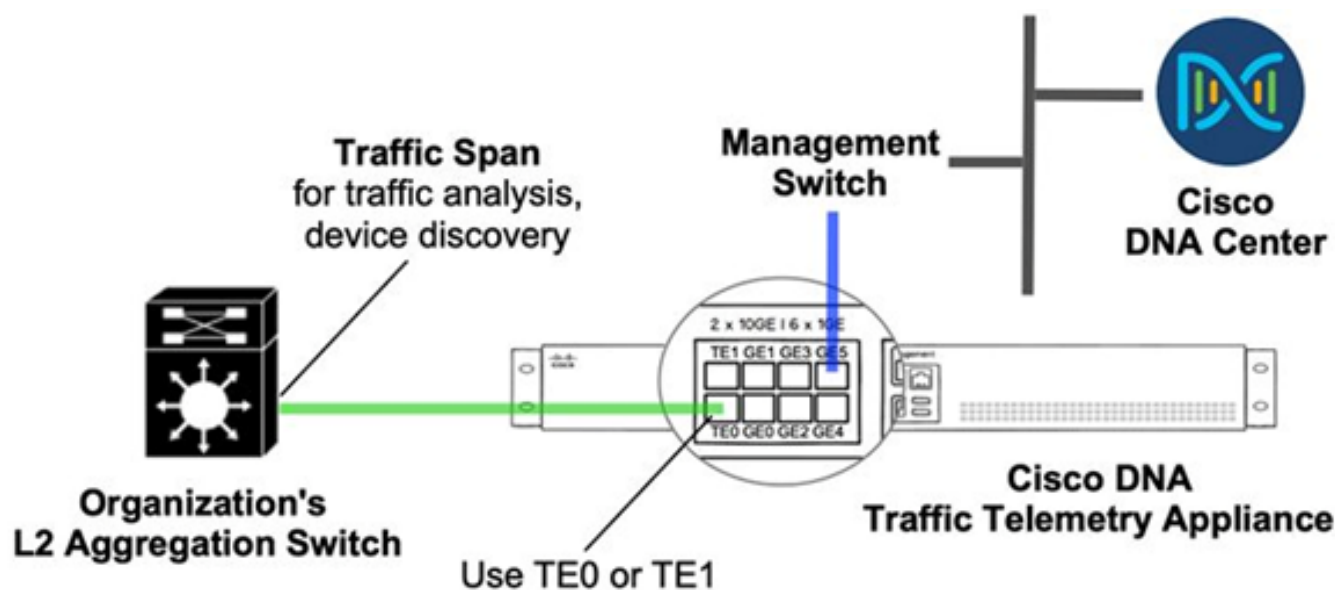 Traffic Span
for traffic analysis,
device discovery
Management
Switch
Cisco
DNA Center
2 x 10GE | 6 x 1GE
TE1 GE1 GE3 GE5
TE0 GE0 GE2 GE4
cisco
Organization's
L2 Aggregation Switch
Use TE0 or TE1
Cisco DNA
Traffic Telemetry Appliance